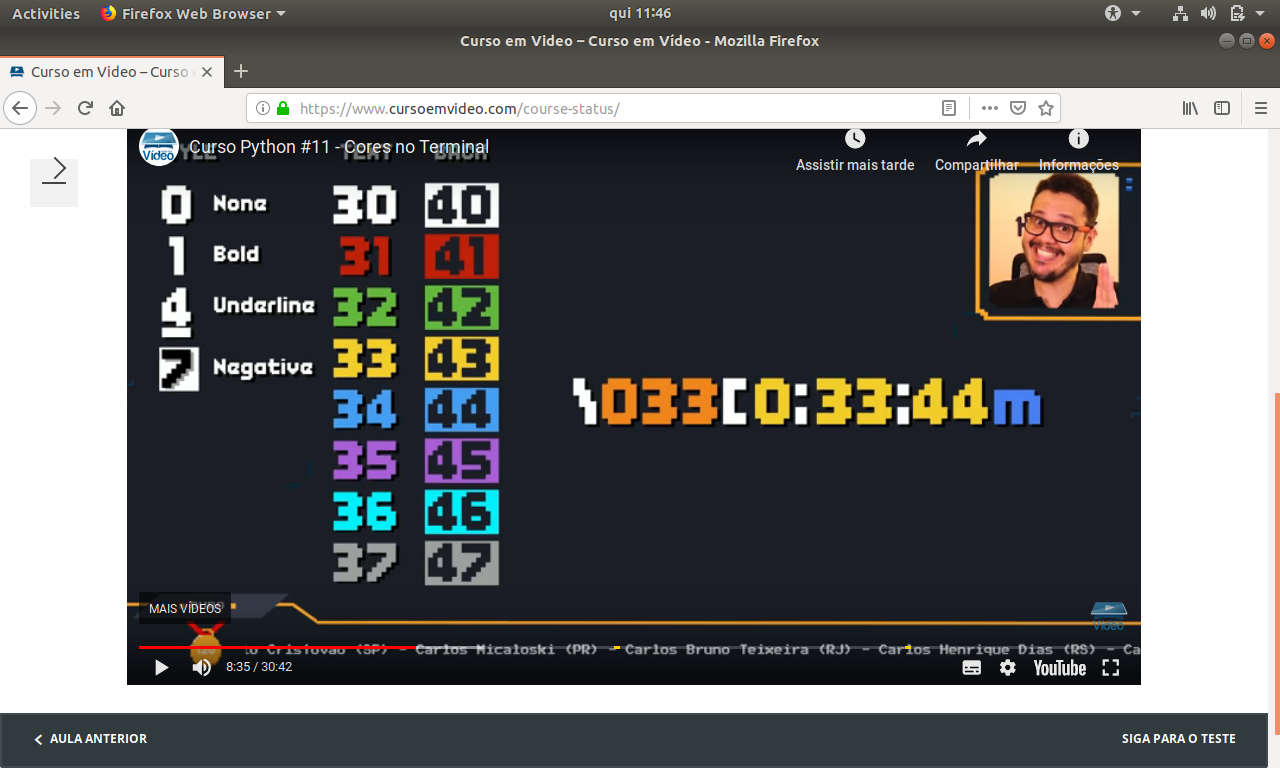 Activities Firefox Web Browser qui 11:46
Curso em Video – Curso em Vídeo - Mozilla Firefox
Curso em Video – Curso
https://www.cursoemvideo.com/course-status/
Curso Python #11 - Cores no Terminal
Assistir mais tarde Compartilhar Informações
STYLE TEXT BACK
0 None 30 40
1 Bold 31 41
4 Underline 32 42
7 Negative 33 43
34 44
35 45
36 46
37 47
\033[0:33:44m
MAIS VÍDEOS
Vídeo
Cristovao (SP) - Carlos Micaloski (PR) - Carlos Bruno Teixeira (RJ) - Carlos Henrique Dias (RS) - Ca
8:35 / 30:42 YouTube
AULA ANTERIOR SIGA PARA O TESTE